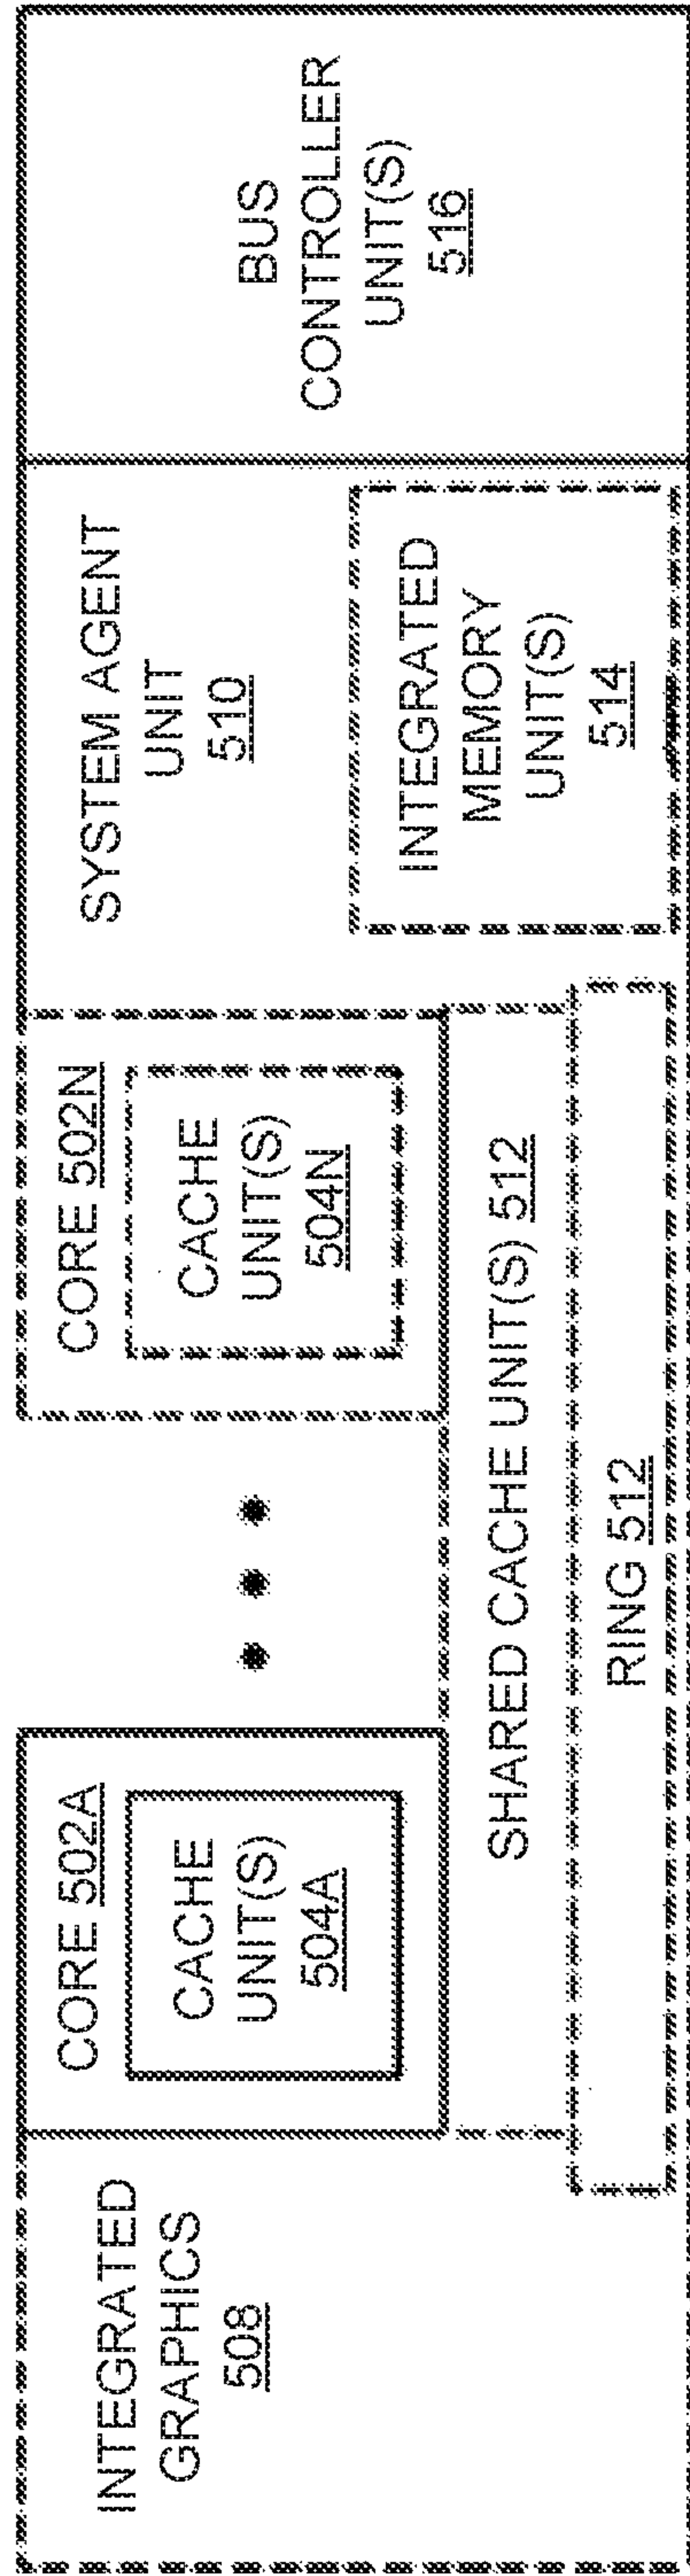 INTEGRATED
GRAPHICS
508
CORE 502A
CACHE
UNIT(S)
504A
CORE 502N
CACHE
UNIT(S)
504N
SHARED CACHE UNIT(S) 512
RING 512
SYSTEM AGENT
UNIT
510
INTEGRATED
MEMORY
UNIT(S)
514
BUS
CONTROLLER
UNIT(S)
516